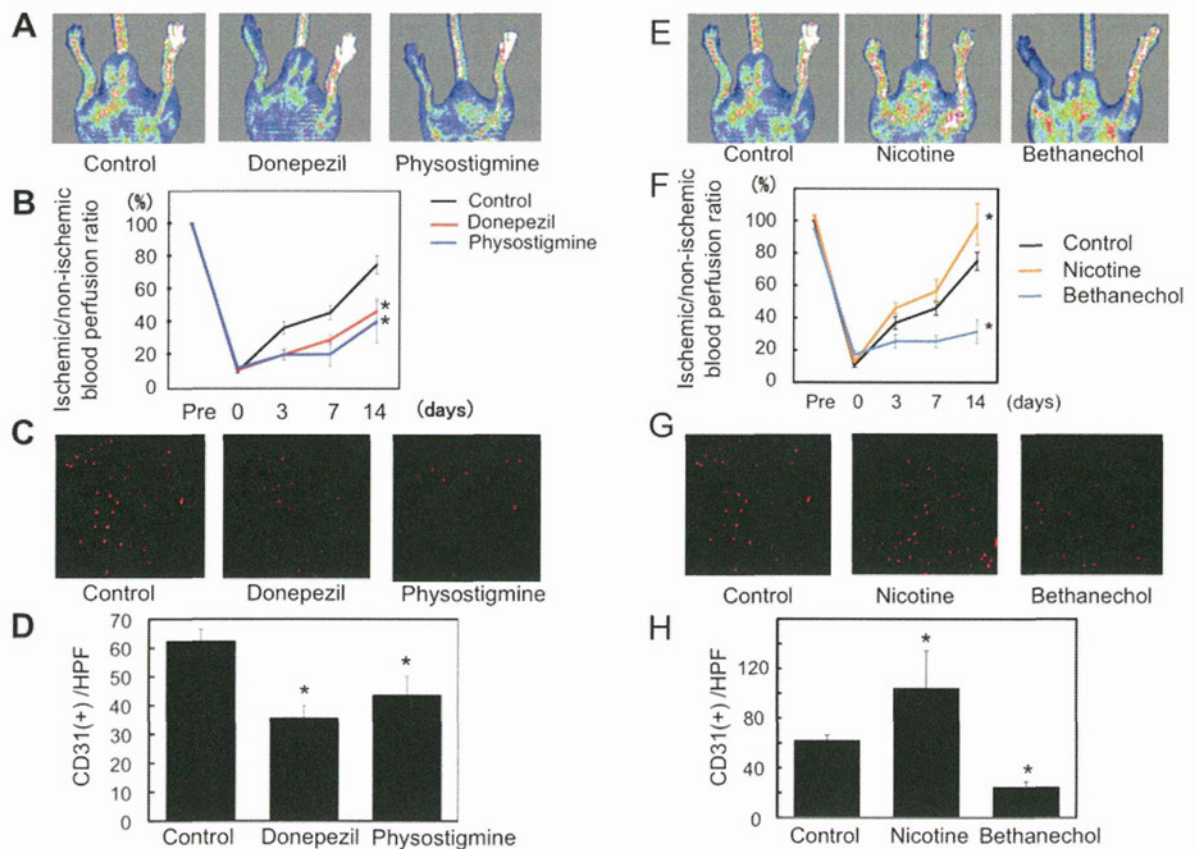 A
Control
Donepezil
Physostigmine
B
Ischemic/non-ischemic
blood perfusion ratio
(%)
100
80
60
40
20
0
Pre
0
3
7
14
(days)
Control
Donepezil
Physostigmine
*
*
C
Control
Donepezil
Physostigmine
D
CD31(+) /HPF
70
60
50
40
30
20
10
0
*
*
Control
Donepezil
Physostigmine
E
Control
Nicotine
Bethanechol
F
Ischemic/non-ischemic
blood perfusion ratio
(%)
100
80
60
40
20
0
Pre
0
3
7
14
(days)
Control
Nicotine
Bethanechol
*
*
G
Control
Nicotine
Bethanechol
H
CD31(+) /HPF
120
80
40
0
*
*
Control
Nicotine
Bethanechol